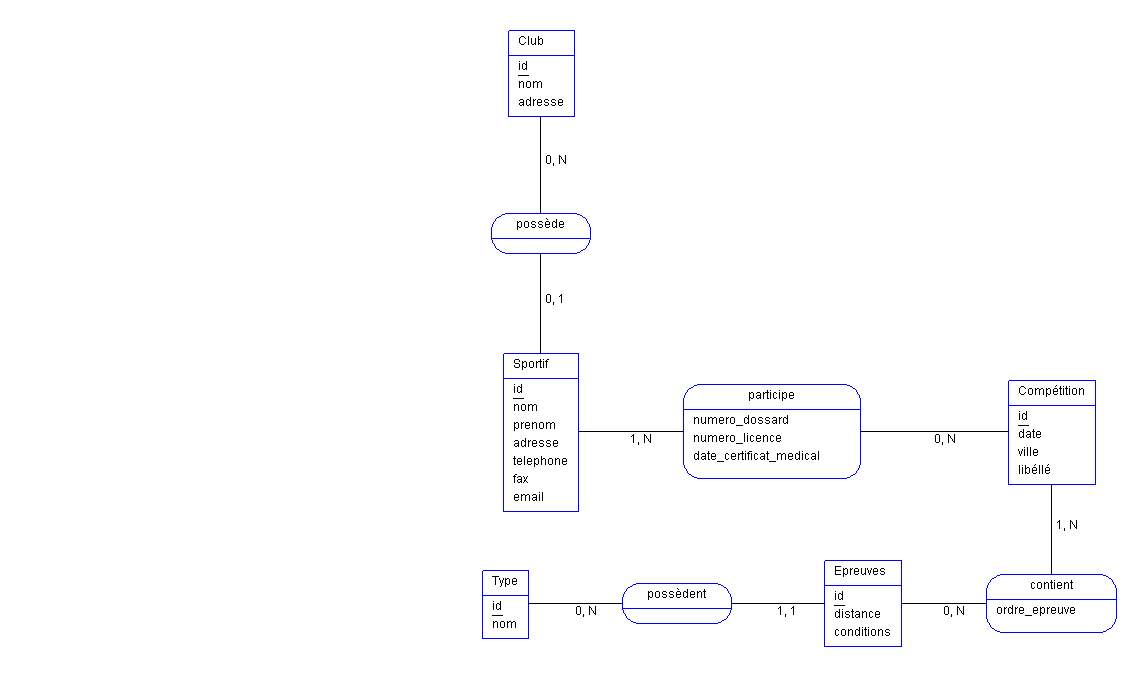 Club
id
nom
adresse
0, N
possède
0, 1
Sportif
id
nom
prenom
adresse
telephone
fax
email
1, N
participe
numero_dossard
numero_licence
date_certificat_medical
0, N
Compétition
id
date
ville
libéllé
1, N
Type
id
nom
0, N
possèdent
1, 1
Epreuves
id
distance
conditions
0, N
contient
ordre_epreuve